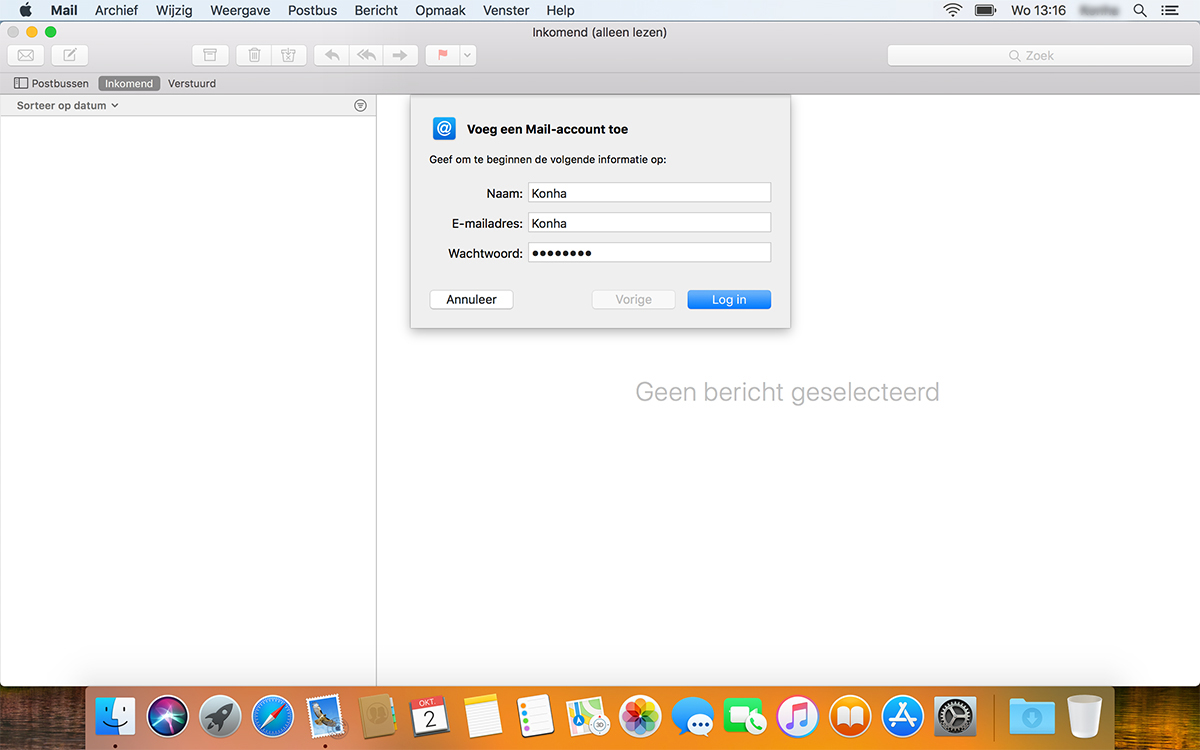 Mail Archief Wijzig Weergave Postbus Bericht Opmaak Venster Help Wo 13:16
Inkomend (alleen lezen)
Zoek
Postbussen Inkomend Verstuurd
Sorteer op datum
Voeg een Mail-account toe
Geef om te beginnen de volgende informatie op:
Naam: Konha
E-mailadres: Konha
Wachtwoord: ●●●●●●●●
Annuleer Vorige Log in
Geen bericht geselecteerd
OKT.
2